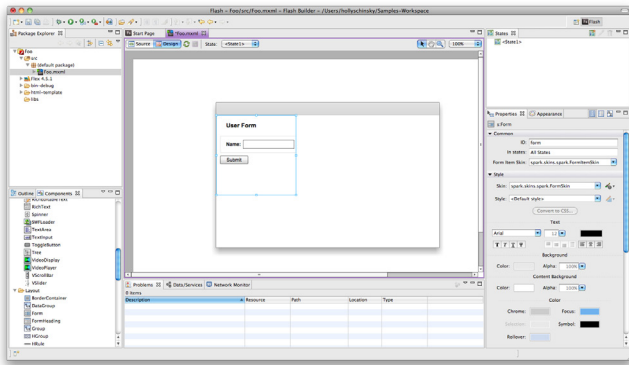 Flash - Foo/src/Foo.mxml - Flash Builder - /Users/hollyschinsky/Samples-Workspace
Flash
Package Explorer
Foo
src
(default package)
Foo.mxml
Flex 4.5.1
bin-debug
html-template
libs
Start Page
*Foo.mxml
Source
Design
State:
<State1>
100%
User Form
Name:
Submit
States
<State1>
Properties
Appearance
s:Form
Common
ID:
form
In states:
All States
Form Item Skin:
spark.skins.spark.FormItemSkin
Style
Skin:
spark.skins.spark.FormSkin
Style:
<Default style>
Convert to CSS...
Text
Arial
12
Background
Color:
Alpha:
100%
Content Background
Color:
Alpha:
100%
Color
Chrome:
Focus:
Symbol:
Rollover:
Outline
Components
RichText
Spinner
SWFLoader
TextArea
TextInput
ToggleButton
Tree
VideoDisplay
VideoPlayer
VScrollBar
VSlider
Layout
BorderContainer
DataGroup
Form
FormHeading
Group
HGroup
HRule
Problems
Data/Services
Network Monitor
0 items
Description
Resource
Path
Location
Type